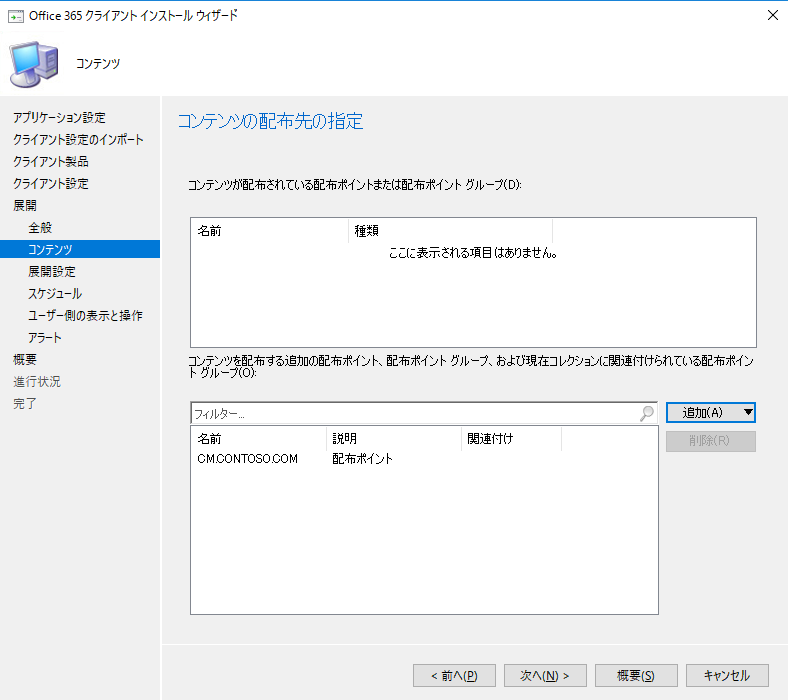 Office 365 クライアント インストール ウィザード
コンテンツ
アプリケーション設定
クライアント設定のインポート
クライアント製品
クライアント設定
展開
全般
コンテンツ
展開設定
スケジュール
ユーザー側の表示と操作
アラート
概要
進行状況
完了
コンテンツの配布先の指定
コンテンツが配布されている配布ポイントまたは配布ポイント グループ(D):
名前 種類
ここに表示される項目はありません。
コンテンツを配布する追加の配布ポイント、配布ポイント グループ、および現在コレクションに関連付けられている配布ポイン
ト グループ(O):
フィルター...
追加(A)
名前 説明 関連付け
削除(R)
CM.CONTOSO.COM 配布ポイント
< 前へ(P) 次へ(N) > 概要(S) キャンセル